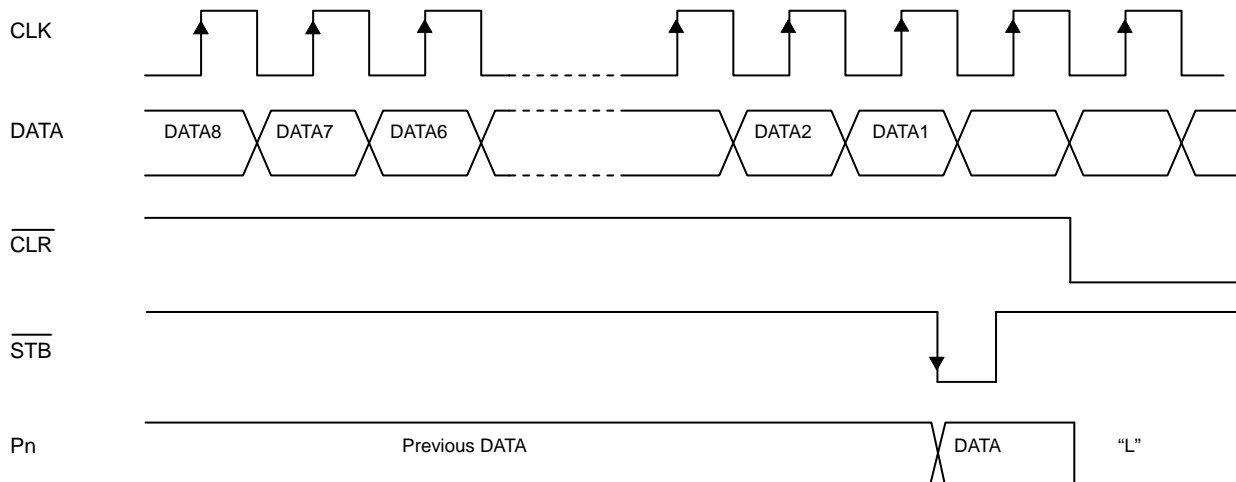 CLK
DATA DATA8 DATA7 DATA6 DATA2 DATA1
CLR
STB
Pn Previous DATA DATA “L”